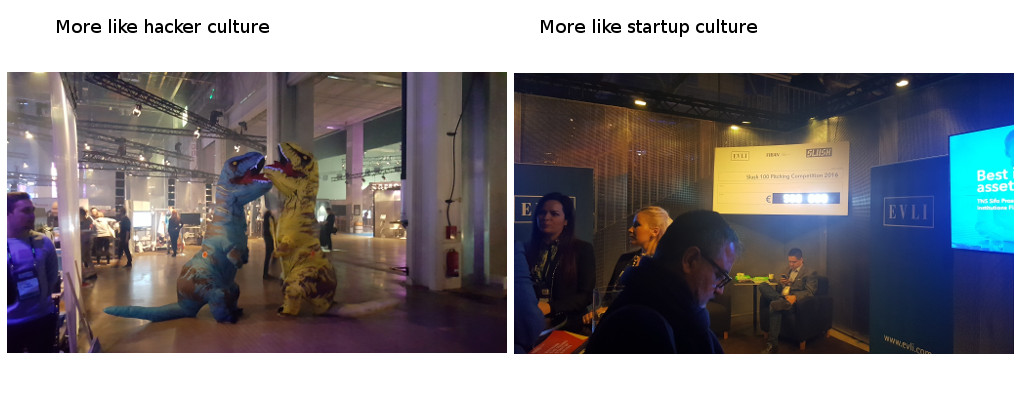 More like hacker culture
More like startup culture
EVLI
SLUSH
Slush 100 Pitching Competition 2016
€
EVLI
EVLI
Best
asset
www.evli.com